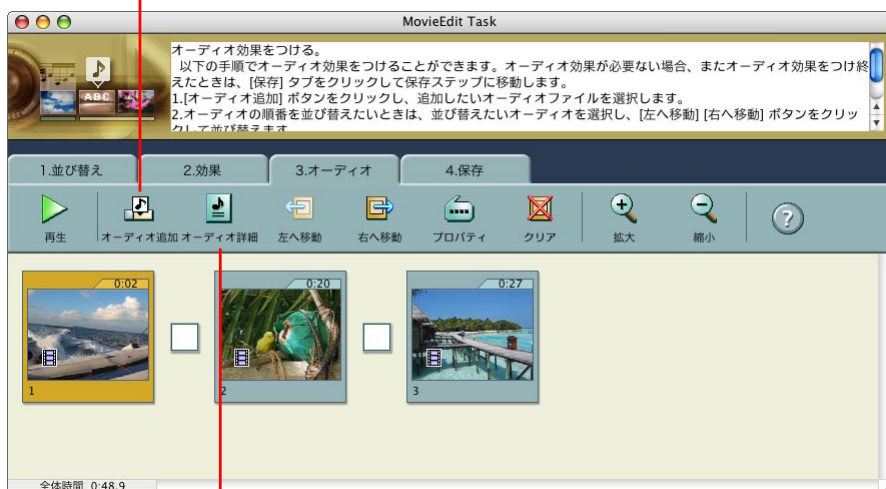 MovieEdit Task
オーディオ効果をつける。
以下の手順でオーディオ効果をつけることができます。オーディオ効果が必要ない場合、またオーディオ効果をつけ終
えたときは、[保存] タブをクリックして保存ステップに移動します。
1.[オーディオ追加] ボタンをクリックし、追加したいオーディオファイルを選択します。
2.オーディオの順番を並び替えたいときは、並び替えたいオーディオを選択し、[左へ移動] [右へ移動] ボタンをクリッ
クして並び替えます
ABC
1.並び替え 2.効果 3.オーディオ 4.保存
再生 オーディオ追加 オーディオ詳細 左へ移動 右へ移動 プロパティ クリア 拡大 縮小 ?
0:02 0:20 0:27
1 2 3
全体時間 0:48.9